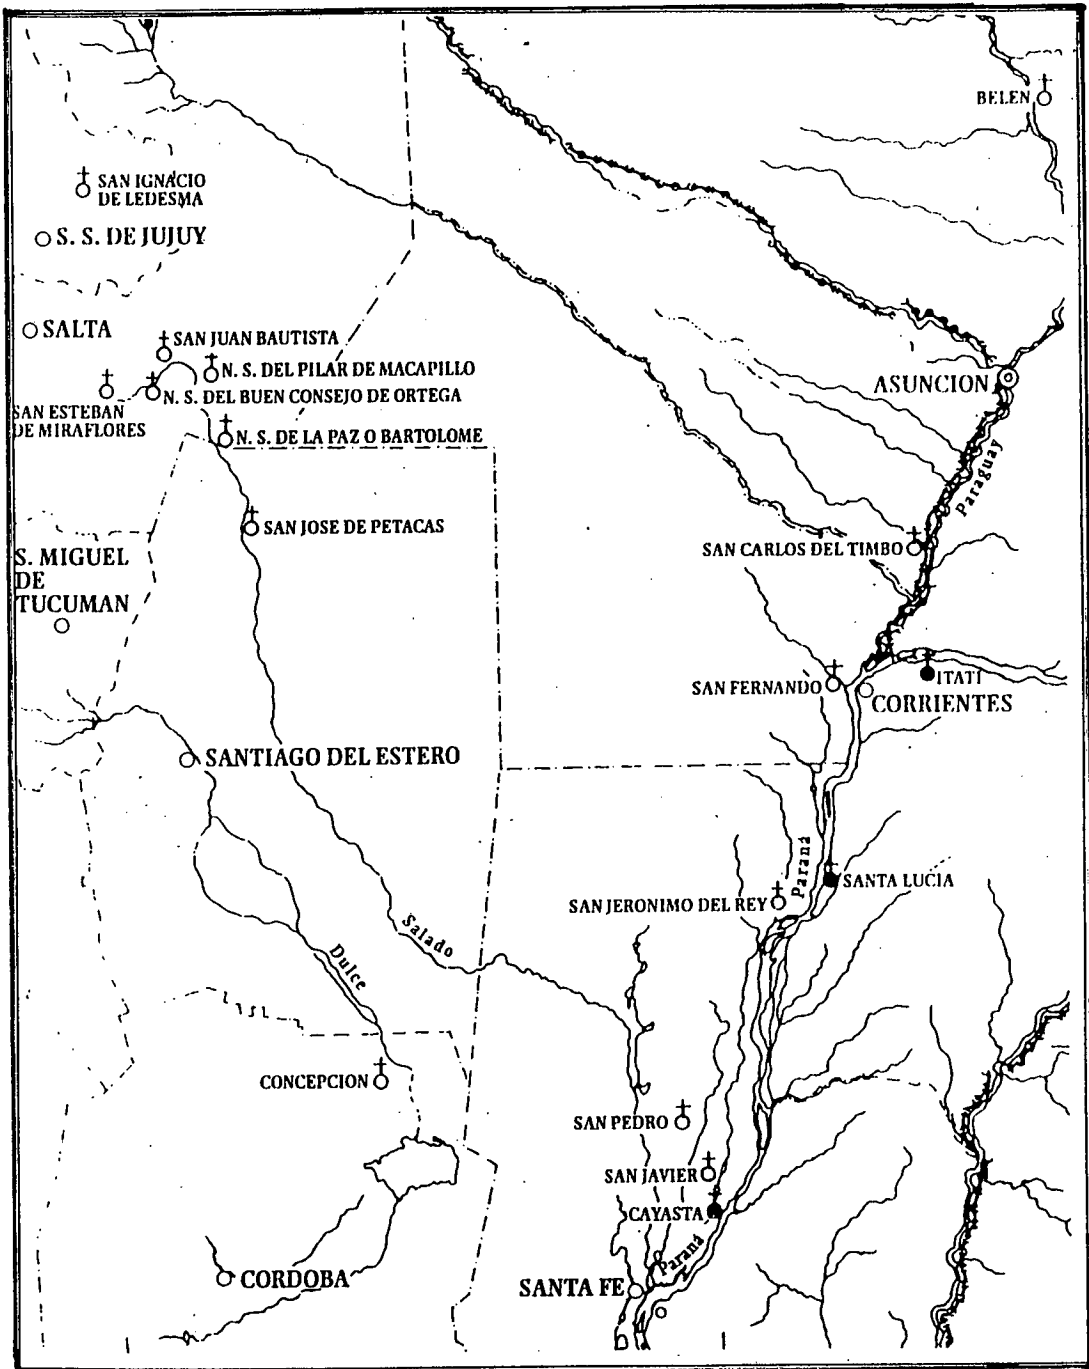 BELEN
SAN IGNACIO
DE LEDESMA
S. S. DE JUJUY
SALTA
SAN JUAN BAUTISTA
N. S. DEL PILAR DE MACAPILLO
ASUNCION
N. S. DEL BUEN CONSEJO DE ORTEGA
SAN ESTEBAN
DE MIRAFLORES
N. S. DE LA PAZ O BARTOLOME
Paraguay
SAN JOSE DE PETACAS
SAN CARLOS DEL TIMBO
S. MIGUEL
DE
TUCUMAN
ITATI
SAN FERNANDO
CORRIENTES
SANTIAGO DEL ESTERO
Paraná
SANTA LUCIA
SAN JERONIMO DEL REY
Salado
Dulce
CONCEPCION
SAN PEDRO
SAN JAVIER
CAYASTA
Paraná
CORDOBA
SANTA FE